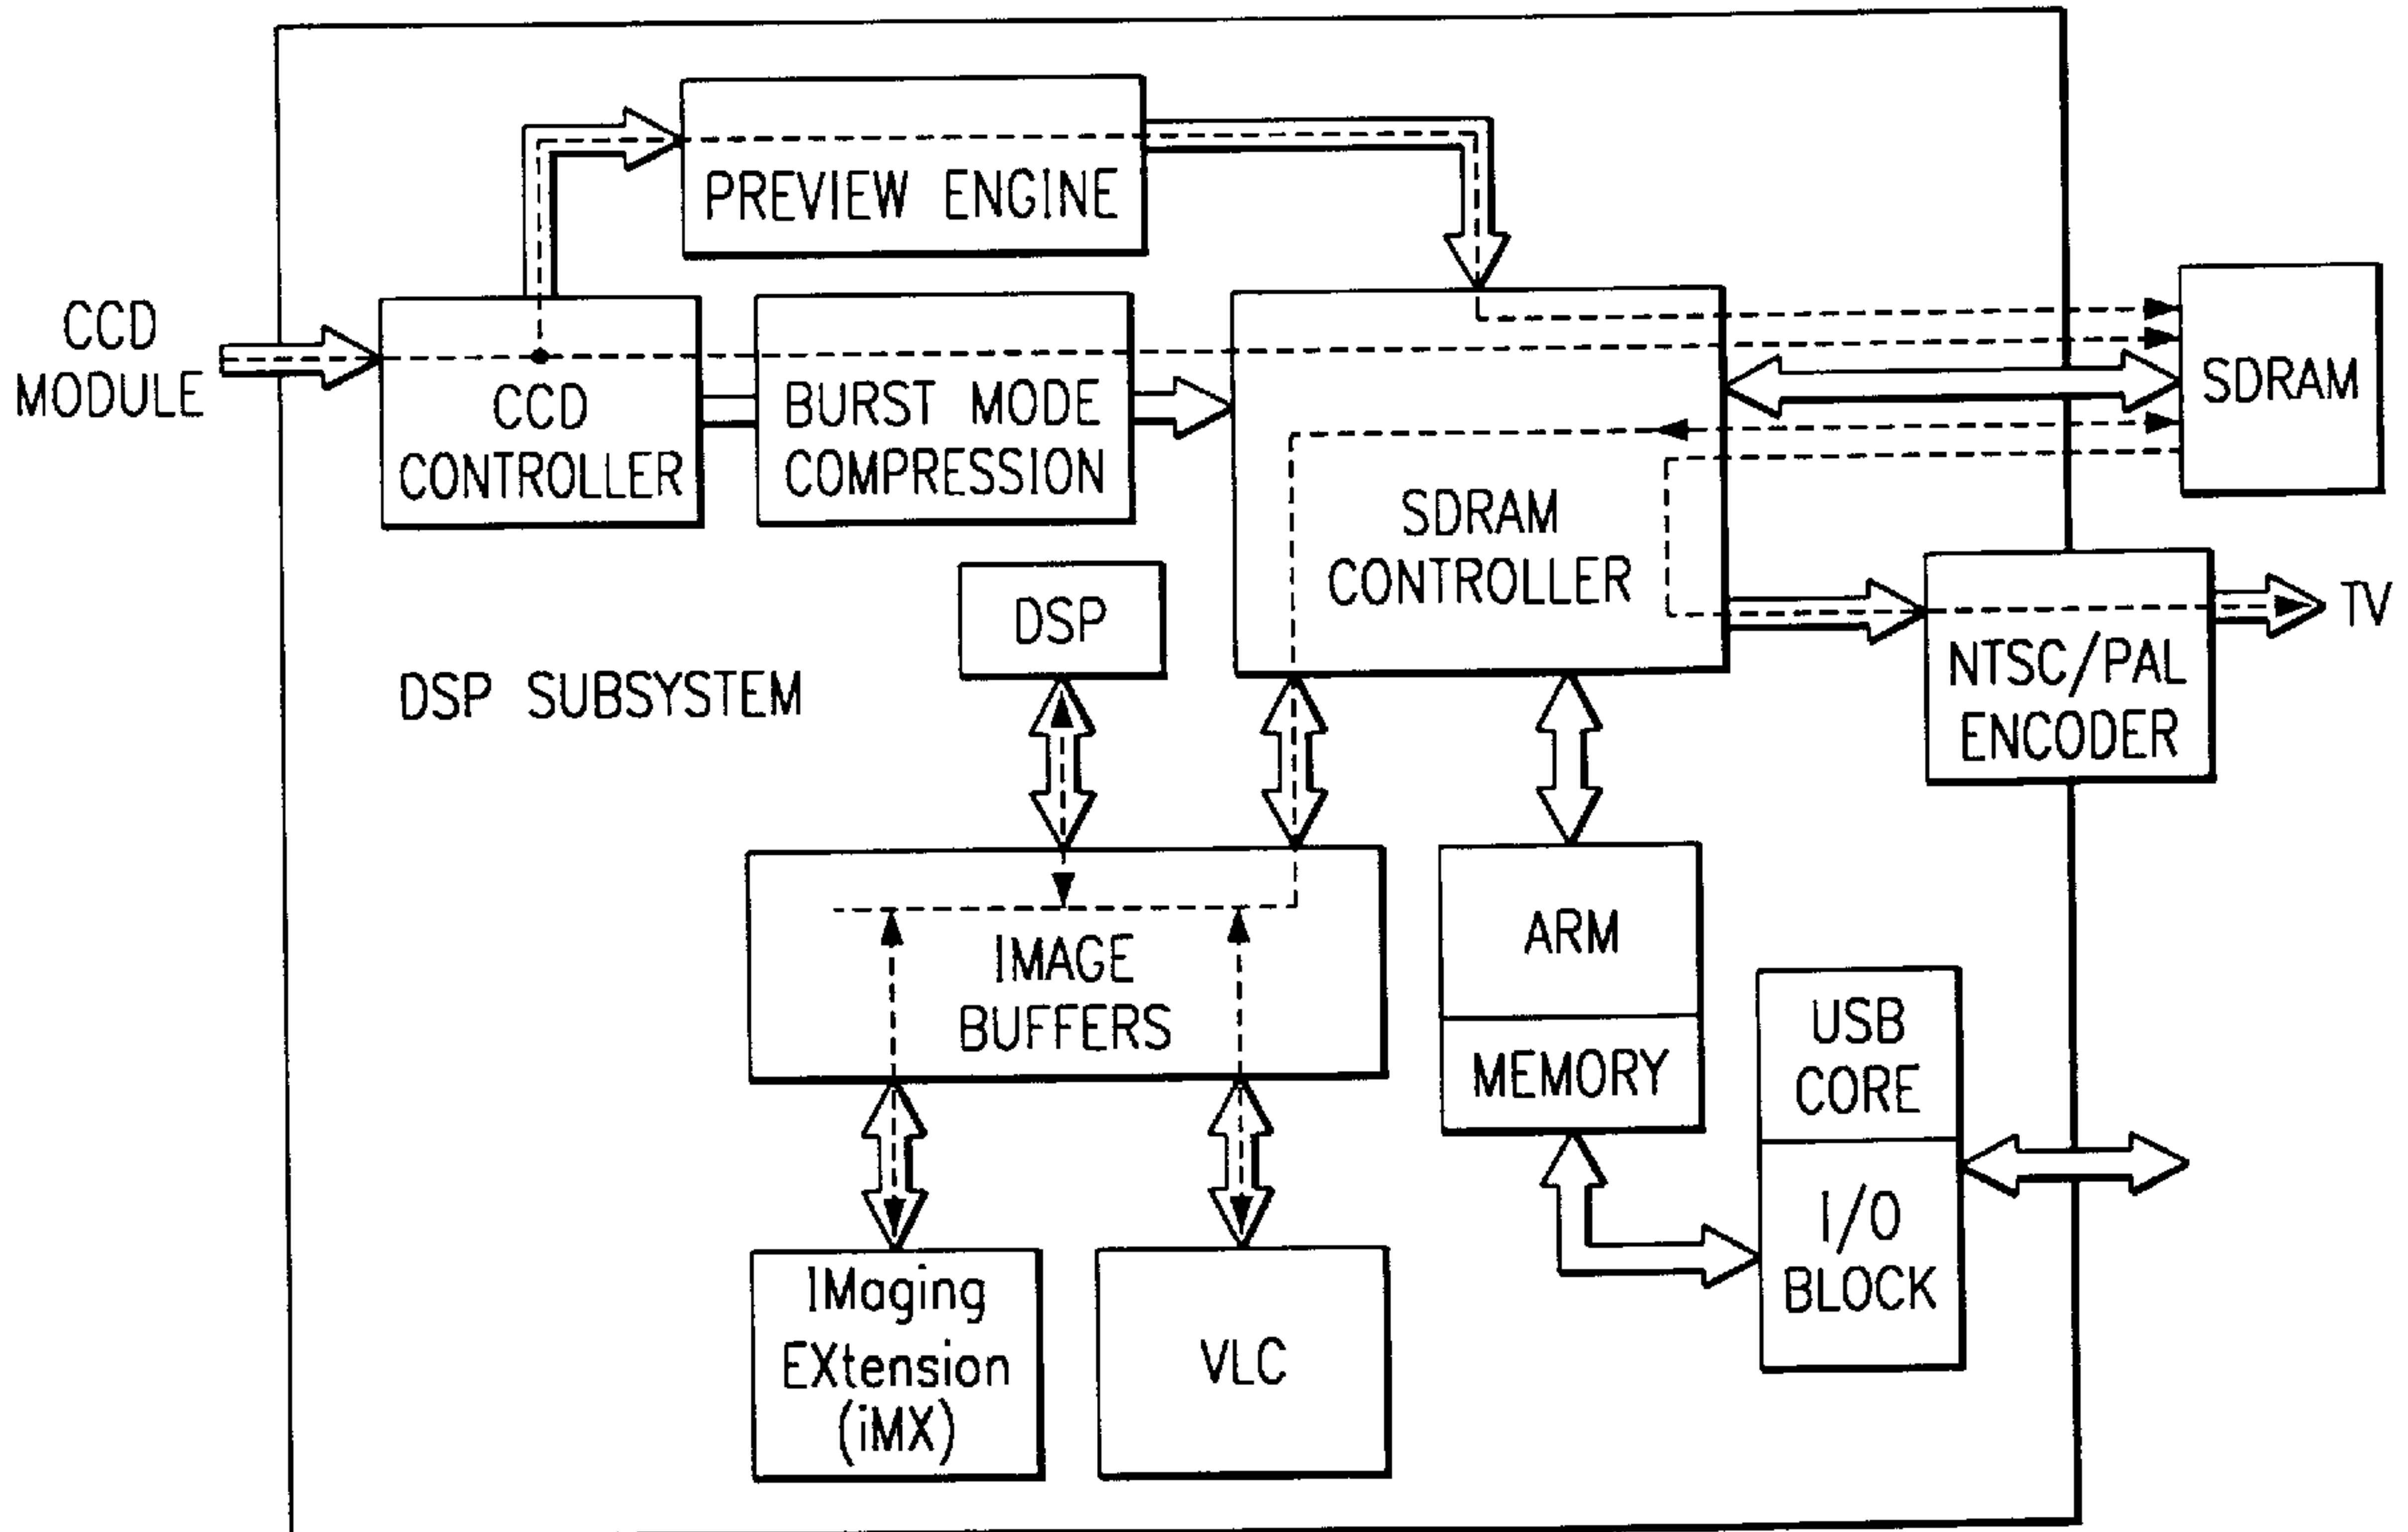 PREVIEW ENGINE
CCD
MODULE
CCD
CONTROLLER
BURST MODE
COMPRESSION
SDRAM
CONTROLLER
SDRAM
DSP
DSP SUBSYSTEM
NTSC/PAL
ENCODER
TV
IMAGE
BUFFERS
ARM
MEMORY
USB
CORE
I/O
BLOCK
IMaging
EXtension
(iMX)
VLC